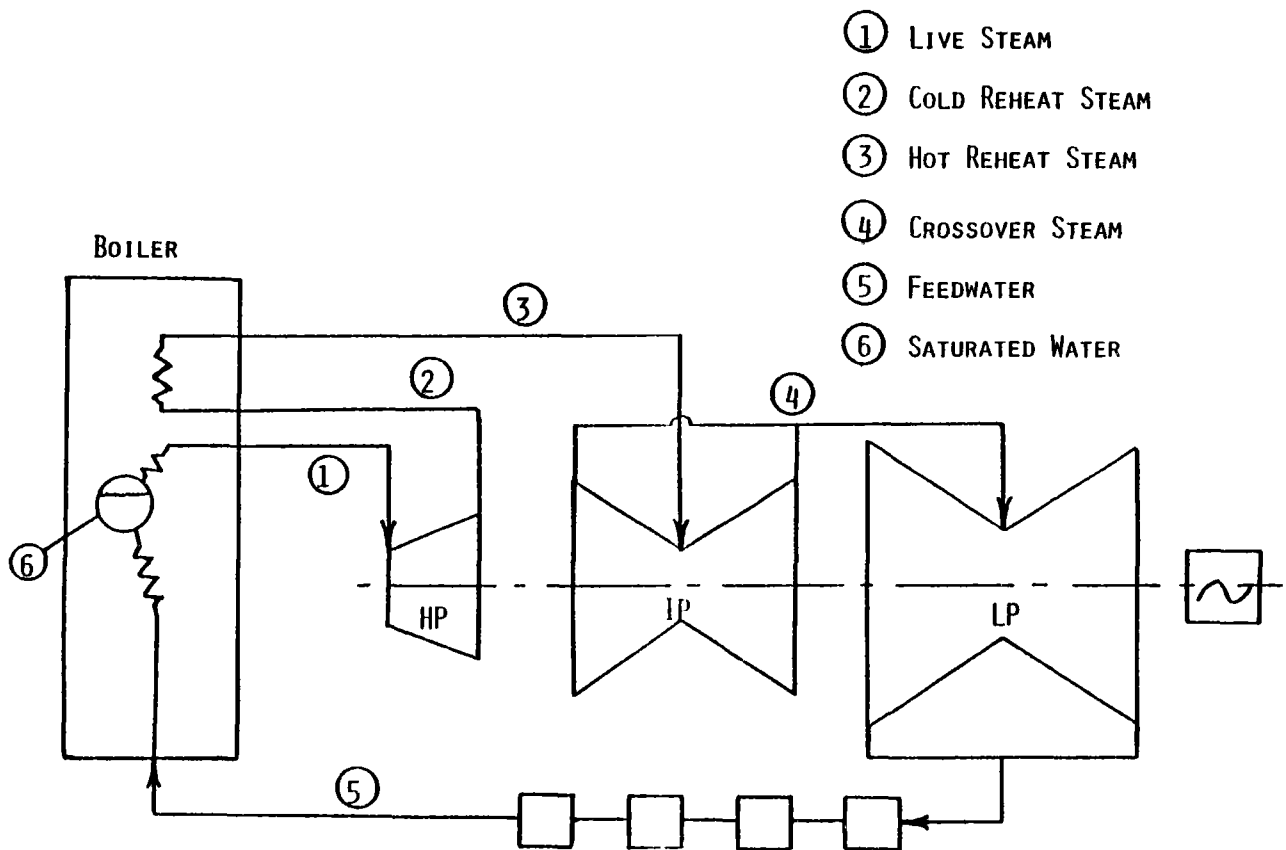 ① LIVE STEAM
② COLD REHEAT STEAM
③ HOT REHEAT STEAM
④ CROSSOVER STEAM
⑤ FEEDWATER
⑥ SATURATED WATER
BOILER
③
②
④
①
⑥
HP
IP
LP
⑤